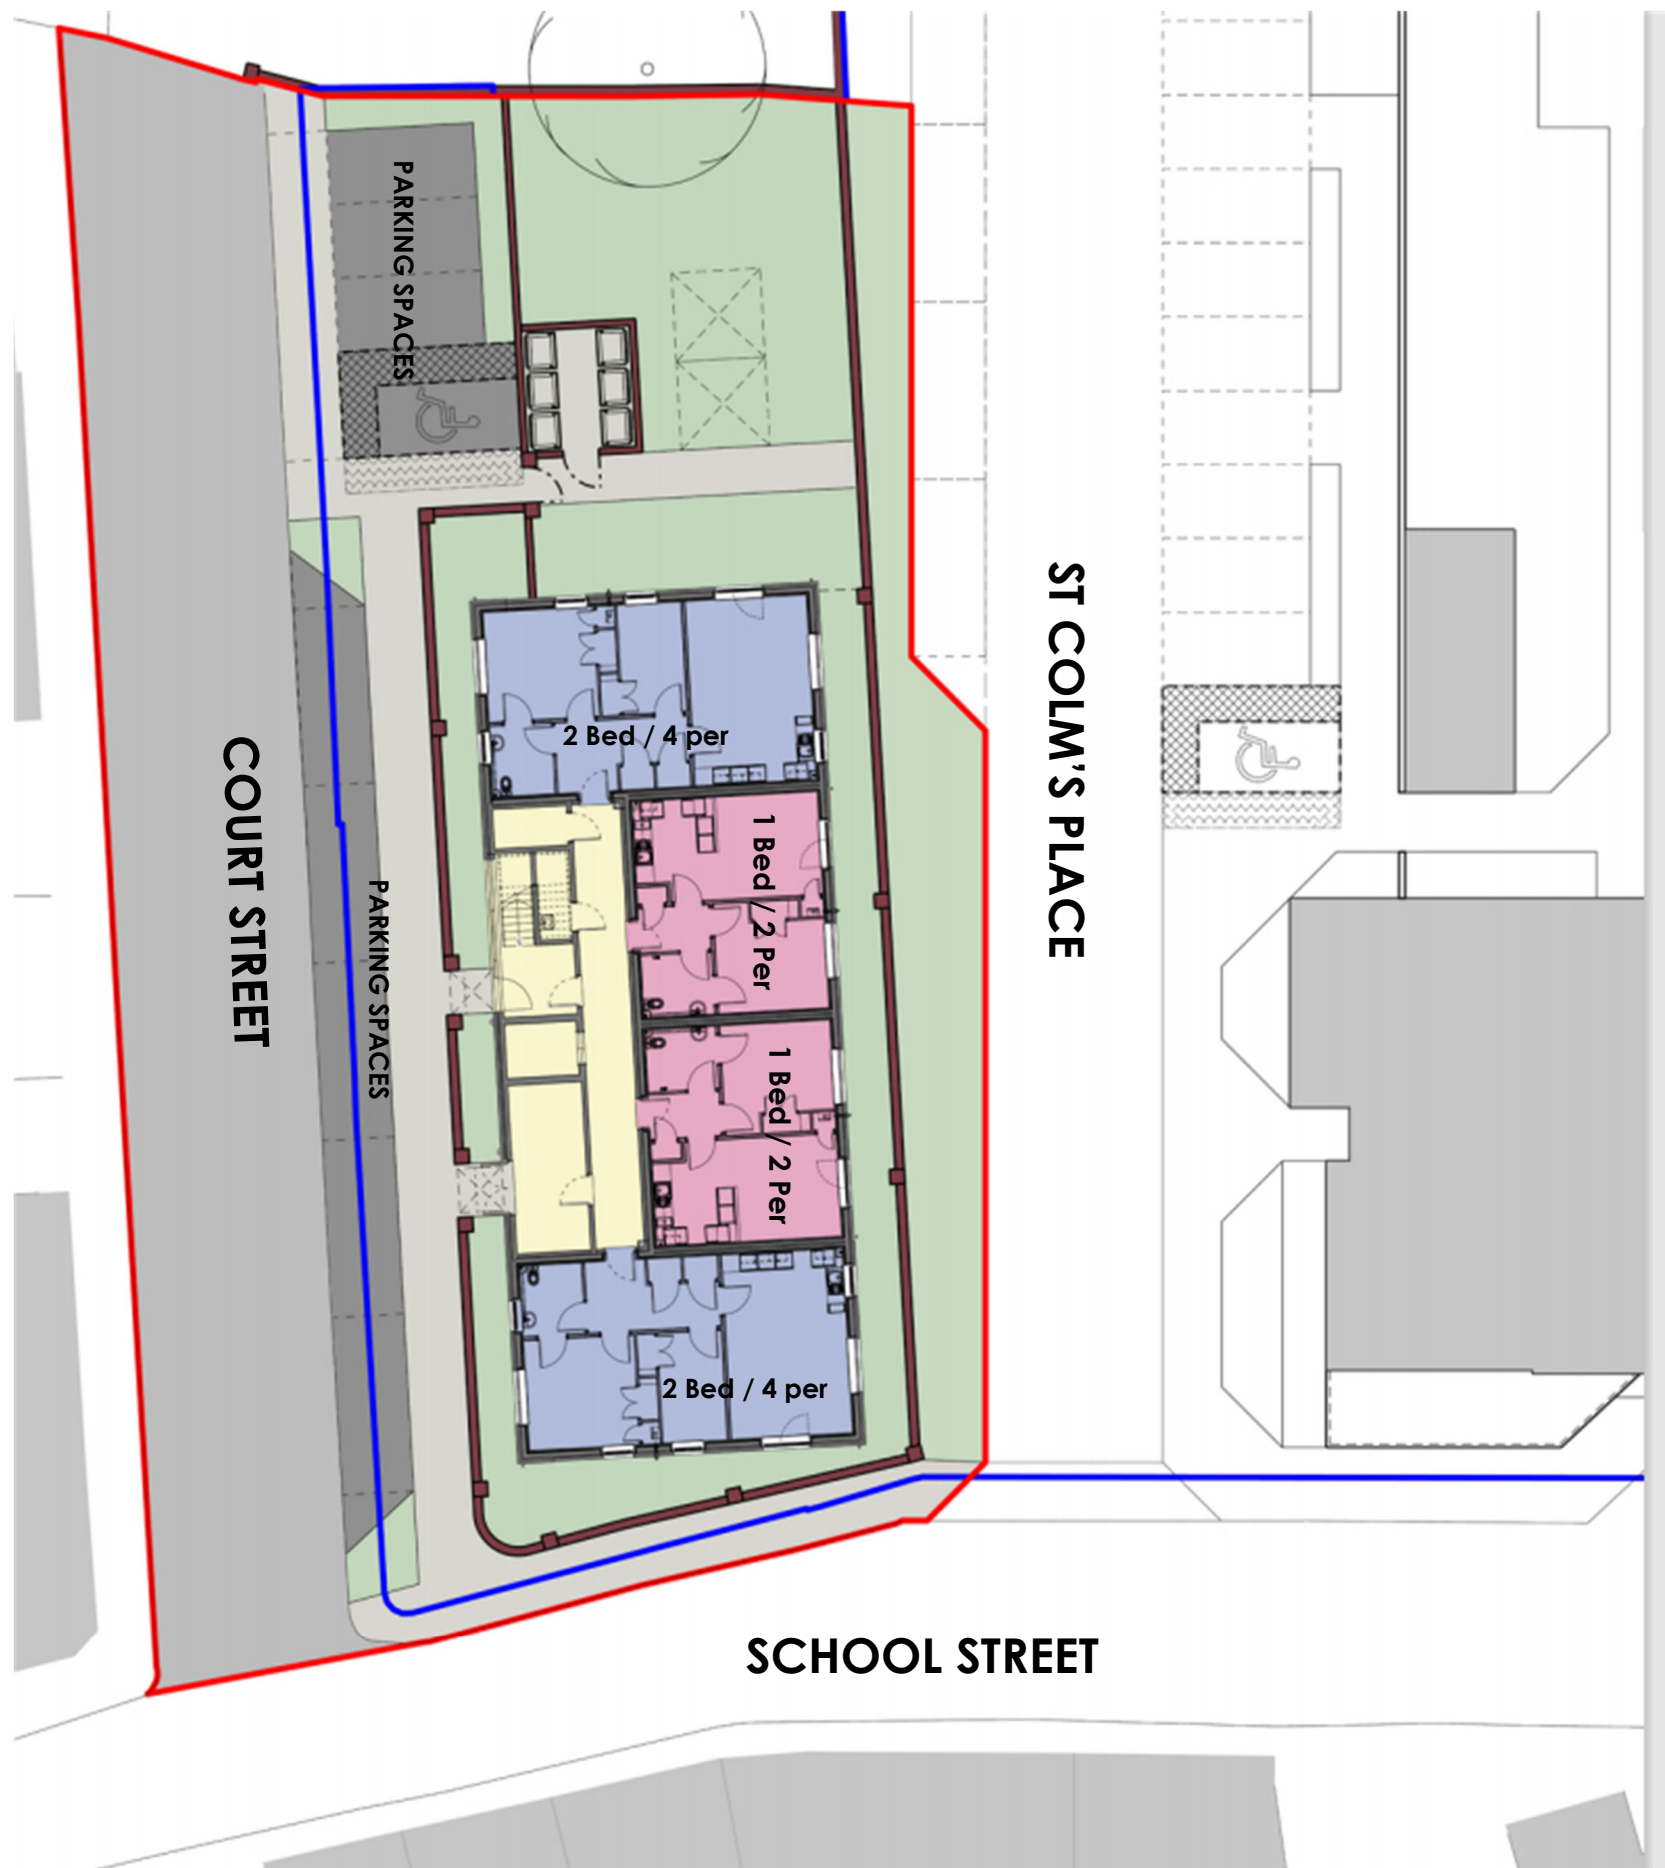 PARKING SPACES
2 Bed / 4 per
1 Bed / 2 Per
1 Bed / 2 Per
2 Bed / 4 per
COURT STREET
PARKING SPACES
ST COLM'S PLACE
SCHOOL STREET